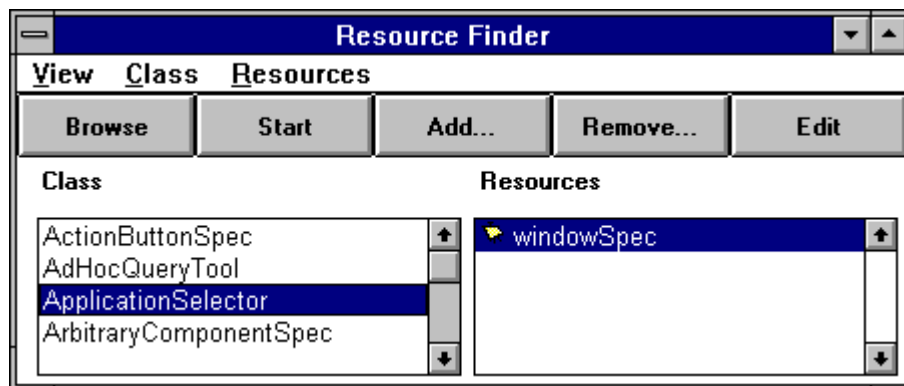 Resource Finder
View Class Resources
Browse Start Add... Remove... Edit
Class Resources
ActionButtonSpec
AdHocQueryTool
ApplicationSelector
ArbitraryComponentSpec
windowSpec